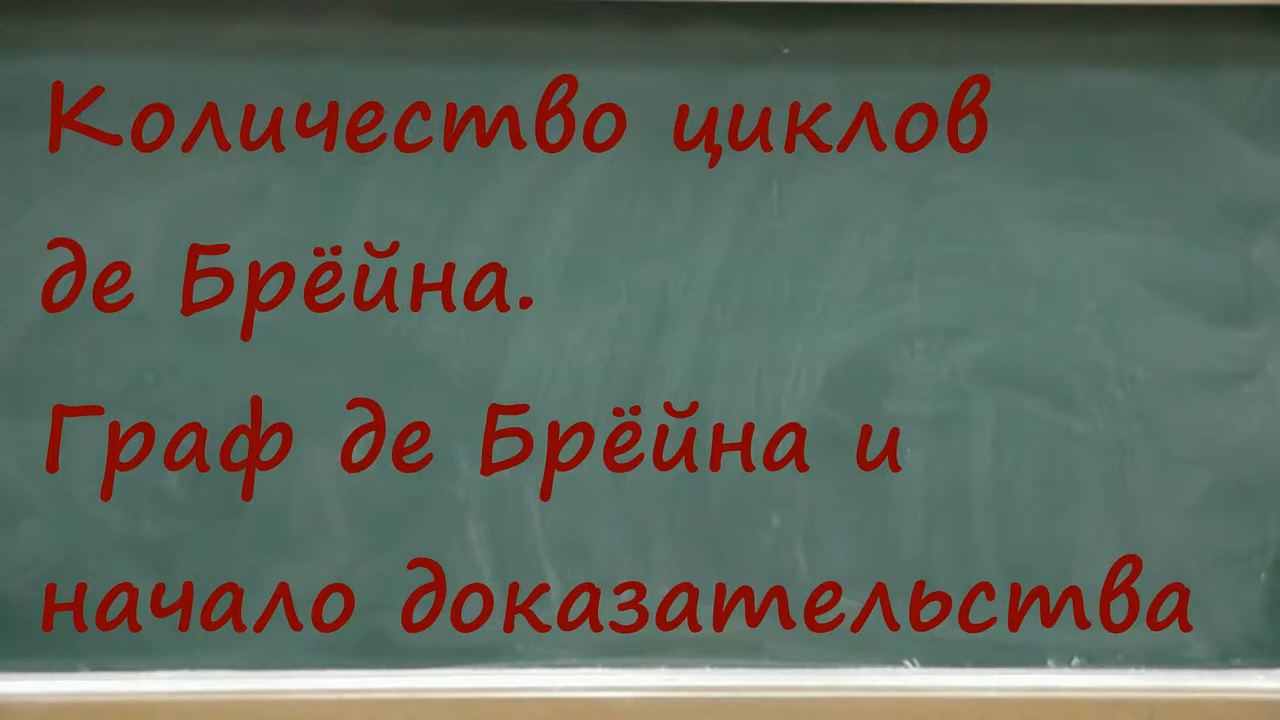 Количество циклов
де Брёйна.
Граф де Брёйна и
начало доказательства